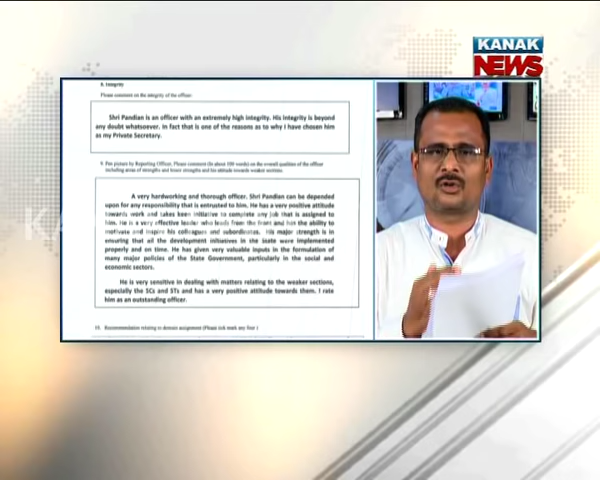 KANAK
NEWS
8. Integrity
Please comment on the integrity of the officer:
Shri Pandian is an officer with an extremely high integrity. His integrity is beyond
any doubt whatsoever. In fact that is one of the reasons as to why I have chosen him
as my Private Secretary.
9. Pen picture by Reporting Officer. Please comment (in about 100 words) on the overall qualities of the officer
including areas of strengths and lesser strengths and his attitude towards weaker sections.
A very hardworking and thorough officer. Shri Pandian can be depended
upon for any responsibility that is entrusted to him. He has a very positive attitude
towards work and takes keen initiative to complete any job that is assigned to
him. He is a very effective leader who leads from the front and has the ability to
motivate and inspire his colleagues and subordinates. His major strength is in
ensuring that all the development initiatives in the State were implemented
properly and on time. He has given very valuable inputs in the formulation of
many major policies of the State Government, particularly in the social and
economic sectors.
He is very sensitive in dealing with matters relating to the weaker sections,
especially the SCs and STs and has a very positive attitude towards them. I rate
him as an outstanding officer.
10. Recommendation relating to domain assignment (Please tick mark any four)